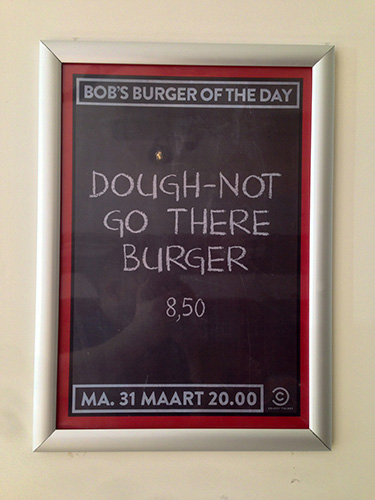 BOB'S BURGER OF THE DAY
DOUGH-NOT
GO THERE
BURGER
8,50
MA. 31 MAART 20.00